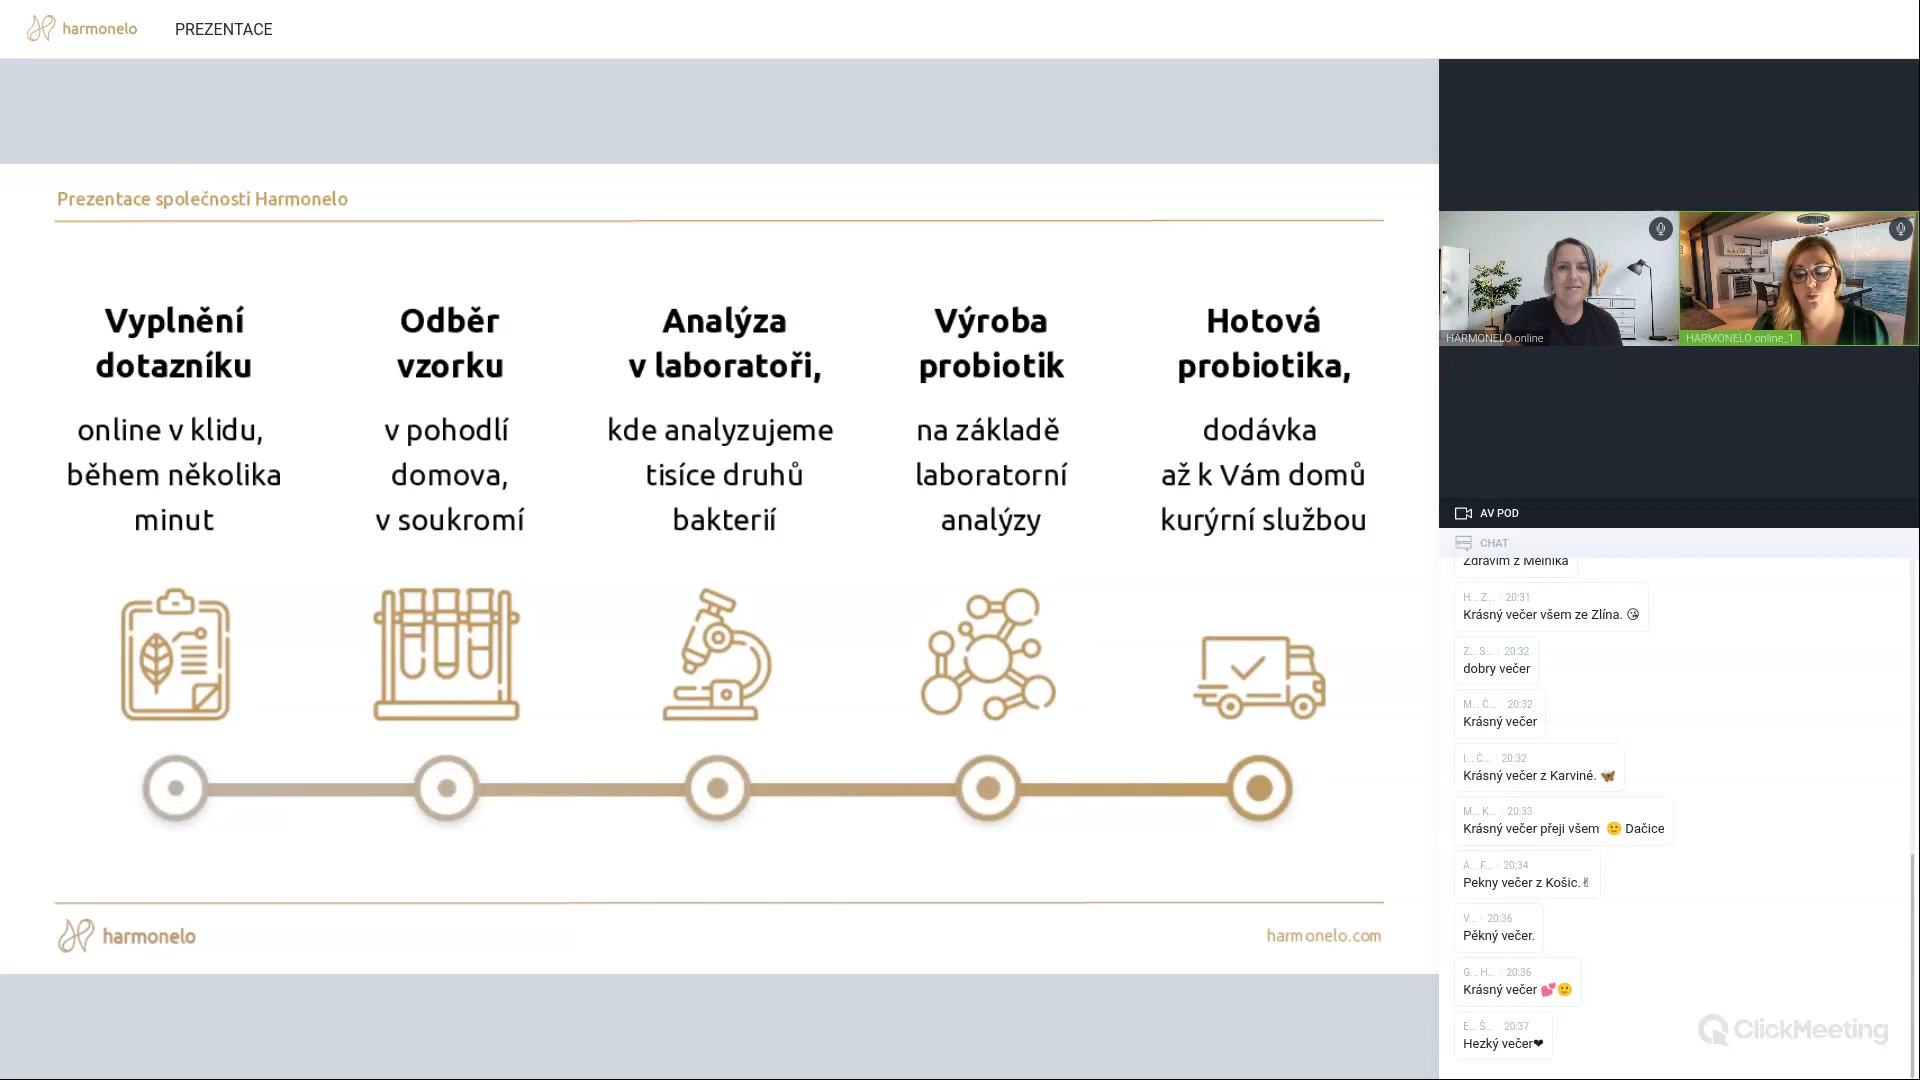 harmonelo PREZENTACE
Prezentace společnosti Harmonelo
Vyplnění
dotazníku
online v klidu,
během několika
minut
Odběr
vzorku
v pohodlí
domova,
v soukromí
Analýza
v laboratoři,
kde analyzujeme
tisíce druhů
bakterií
Výroba
probiotik
na základě
laboratorní
analýzy
Hotová
probiotika,
dodávka
až k Vám domů
kurýrní službou
harmonelo
harmonelo.com
HARMONELO online
HARMONELO online_1
AV POD
CHAT
Zdravím z Mělníka
H... Z... 20:31
Krásný večer všem ze Zlína. 😘
Z... S... 20:32
dobry večer
M... Č... 20:32
Krásný večer
I... Č... 20:32
Krásný večer z Karviné. 🦋
M... K... 20:33
Krásný večer přeji všem 🙂 Dačice
A... F... 20:34
Pekny večer z Košic.✌
V... 20:36
Pěkný večer.
G... H... 20:36
Krásný večer 💕🙂
E... Š... 20:37
Hezký večer❤
ClickMeeting